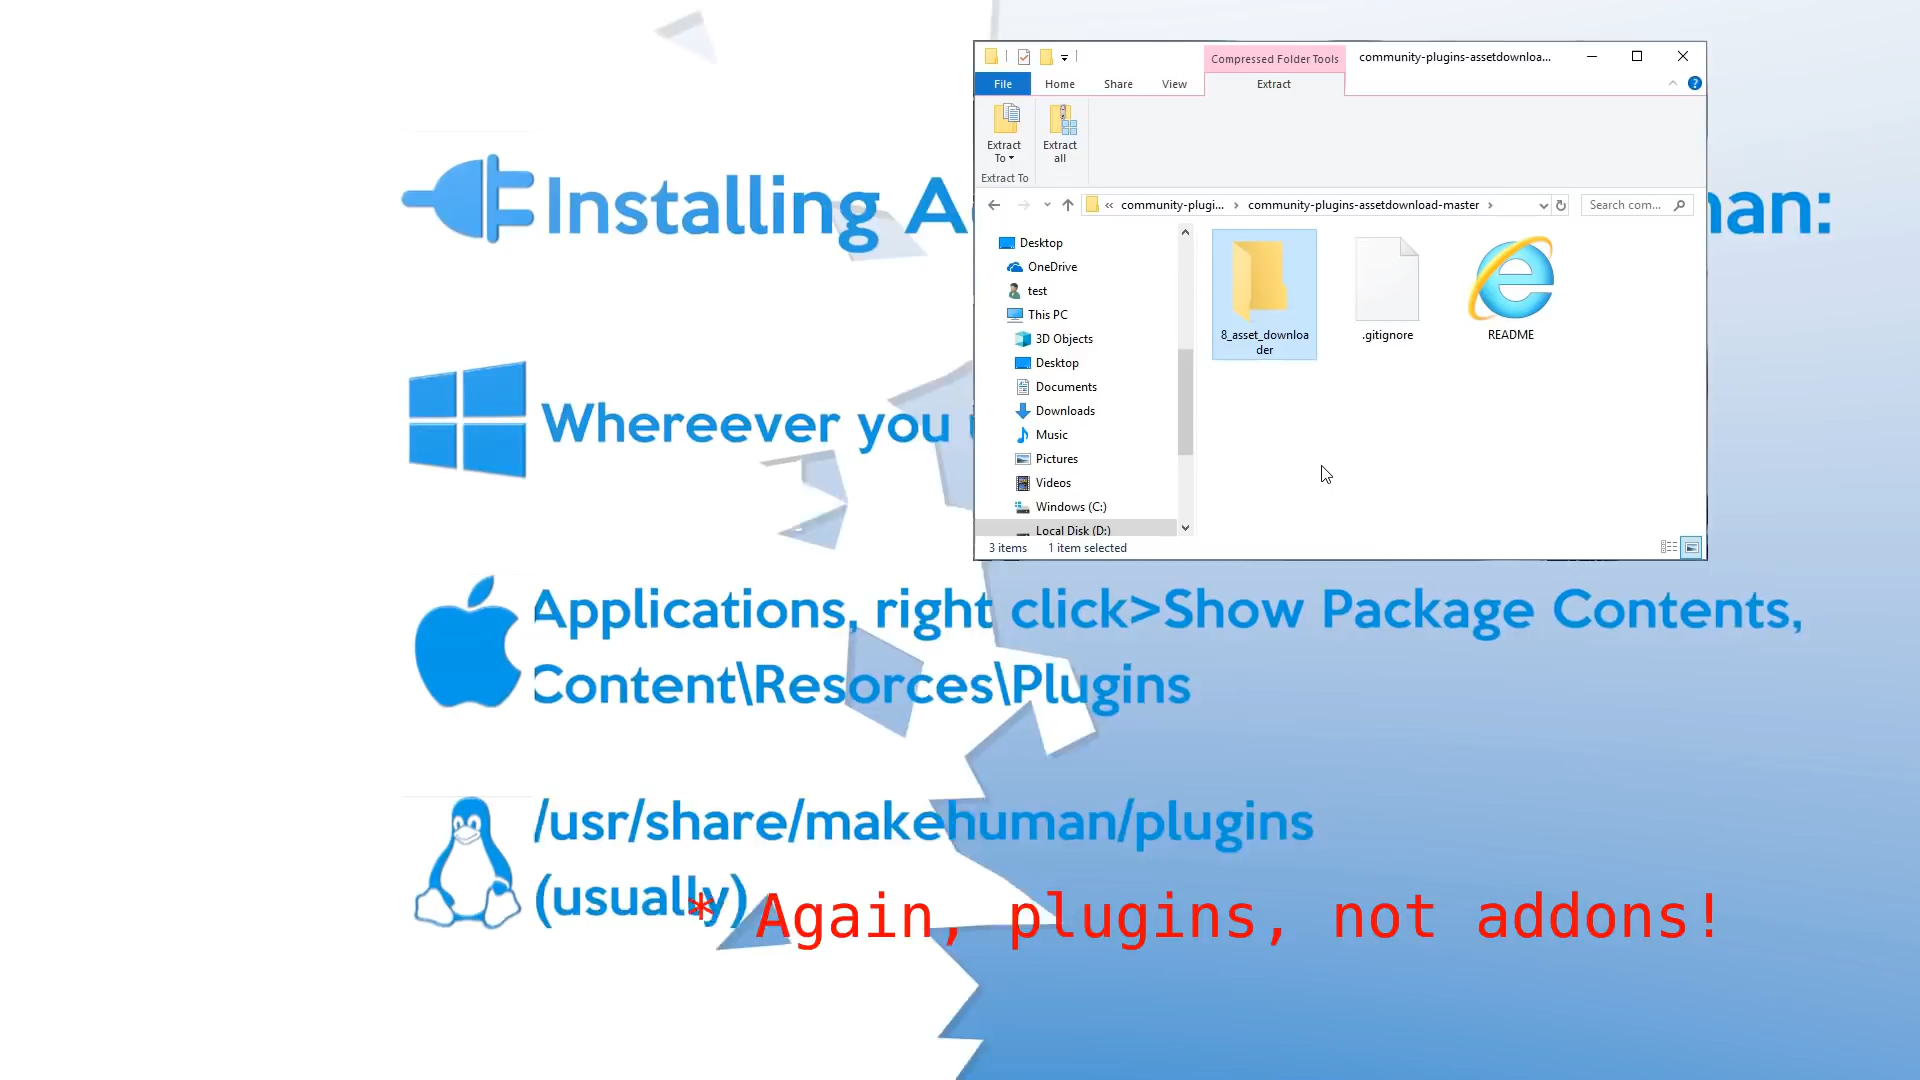 Compressed Folder Tools
community-plugins-assetdownloa...
File
Home
Share
View
Extract
Extract To
Extract all
Extract To
« community-plugi... › community-plugins-assetdownload-master ›
Search com...
Installing A
an:
Desktop
OneDrive
test
This PC
3D Objects
Desktop
Documents
Downloads
Music
Pictures
Videos
Windows (C:)
Local Disk (D:)
8_asset_downloa
der
.gitignore
README
3 items
1 item selected
Whereever you
Applications, right click>Show Package Contents,
Content\Resorces\Plugins
/usr/share/makehuman/plugins
(usually)
* Again, plugins, not addons!